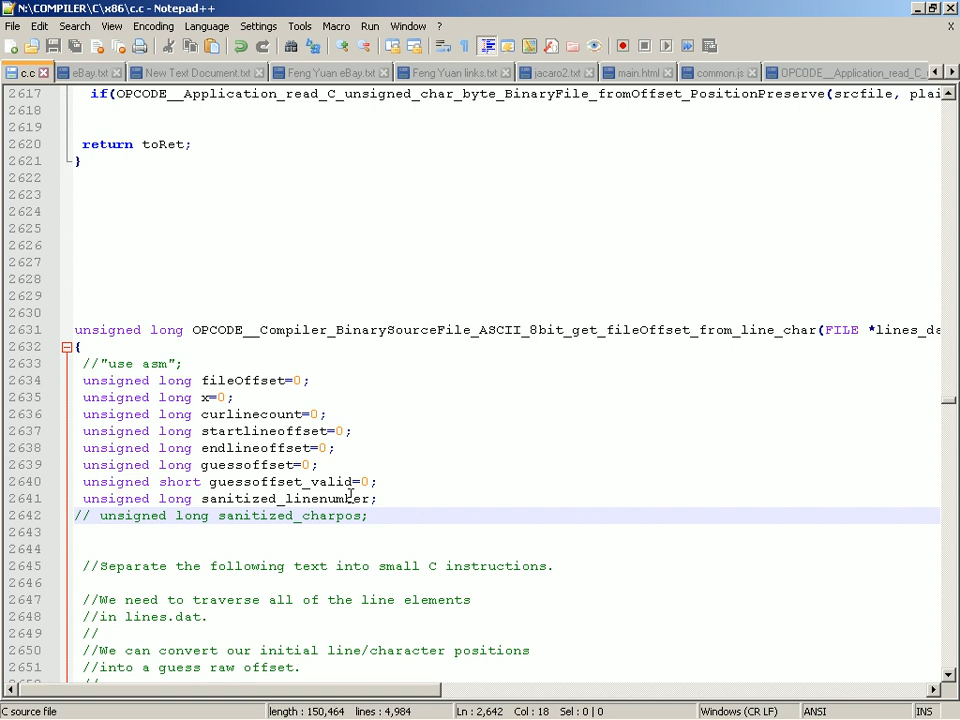 N:\COMPILER\C\x86\c.c - Notepad++
File Edit Search View Encoding Language Settings Tools Macro Run Window ?
X
c.c eBay.txt New Text Document.txt Feng Yuan eBay.txt Feng Yuan links.txt jacaro2.txt main.html common.js OPCODE__Application_read_C_
2617 if(OPCODE__Application_read_C_unsigned_char_byte_BinaryFile_fromOffset_PositionPreserve(srcfile, plai
2618
2619
2620 return toRet;
2621 }
2622
2623
2624
2625
2626
2627
2628
2629
2630
2631 unsigned long OPCODE__Compiler_BinarySourceFile_ASCII_8bit_get_fileOffset_from_line_char(FILE *lines_da
2632 {
2633 //"use asm";
2634 unsigned long fileOffset=0;
2635 unsigned long x=0;
2636 unsigned long curlinecount=0;
2637 unsigned long startlineoffset=0;
2638 unsigned long endlineoffset=0;
2639 unsigned long guessoffset=0;
2640 unsigned short guessoffset_valid=0;
2641 unsigned long sanitized_linenumber;
2642 // unsigned long sanitized_charpos;
2643
2644
2645 //Separate the following text into small C instructions.
2646
2647 //We need to traverse all of the line elements
2648 //in lines.dat.
2649 //
2650 //We can convert our initial line/character positions
2651 //into a guess raw offset.
C source file length : 150,464 lines : 4,984 Ln : 2,642 Col : 18 Sel : 0 | 0 Windows (CR LF) ANSI INS